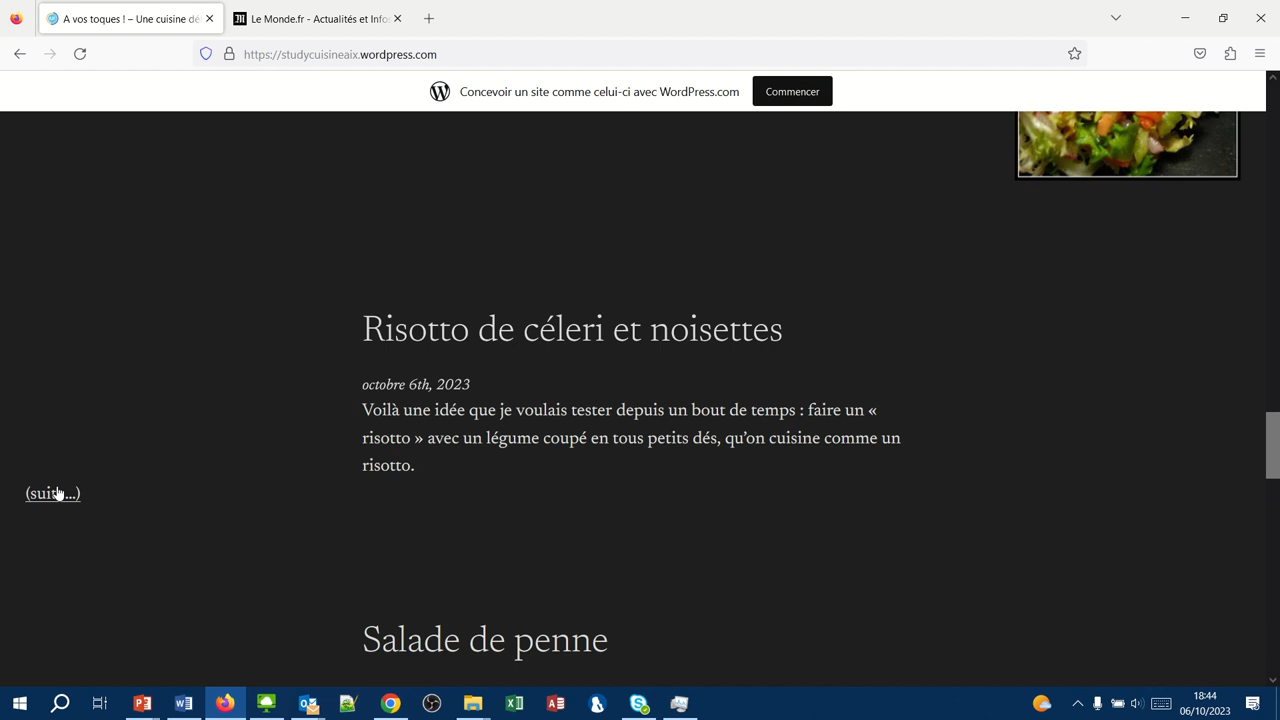 A vos toques ! – Une cuisine dé
Le Monde.fr - Actualités et Info
https://studycuisineaix.wordpress.com
Concevoir un site comme celui-ci avec WordPress.com
Commencer
Risotto de céleri et noisettes
octobre 6th, 2023
Voilà une idée que je voulais tester depuis un bout de temps : faire un «
risotto » avec un légume coupé en tous petits dés, qu’on cuisine comme un
risotto.
(suite…)
Salade de penne
18:44
06/10/2023